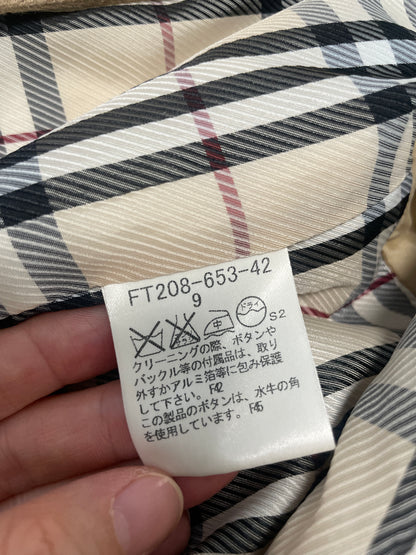 FT208-653-42
9
中 ドライ S2
クリーニングの際、ボタンや
バックル等の付属品は、取り
外すかアルミ箔等に包み保護
して下さい。F42
この製品のボタンは、水牛の角
を使用しています。F45